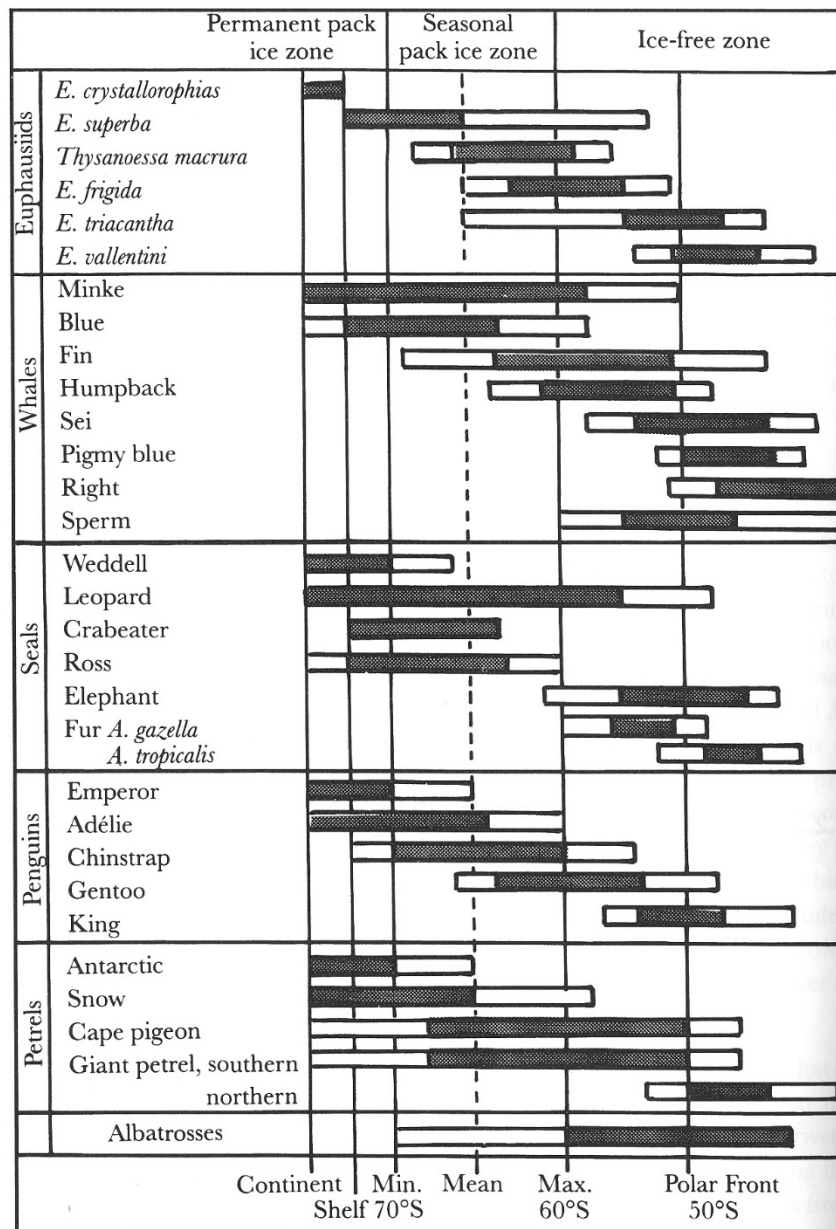 Permanent pack
ice zone
Seasonal
pack ice zone
Ice-free zone
Euphausiids
E. crystallorophias
E. superba
Thysanoessa macrura
E. frigida
E. triacantha
E. vallentini
Whales
Minke
Blue
Fin
Humpback
Sei
Pigmy blue
Right
Sperm
Seals
Weddell
Leopard
Crabeater
Ross
Elephant
Fur A. gazella
A. tropicalis
Penguins
Emperor
Adélie
Chinstrap
Gentoo
King
Petrels
Antarctic
Snow
Cape pigeon
Giant petrel, southern
northern
Albatrosses
Continent Min. Mean Max. Polar Front
Shelf 70°S 60°S 50°S